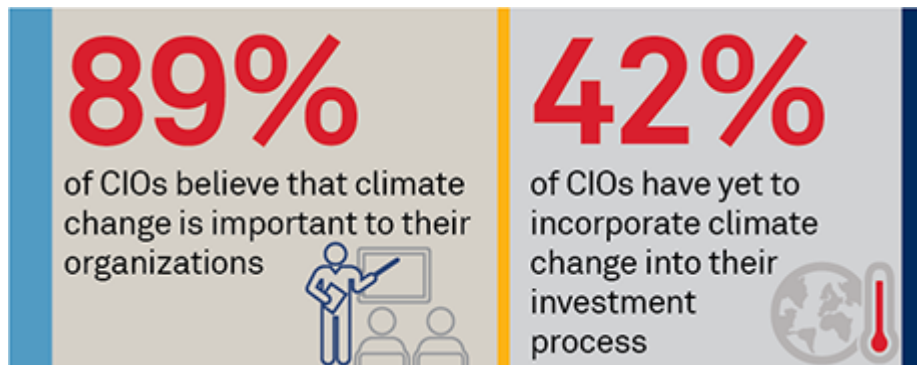 89%
of CIOs believe that climate
change is important to their
organizations
42%
of CIOs have yet to
incorporate climate
change into their
investment
process